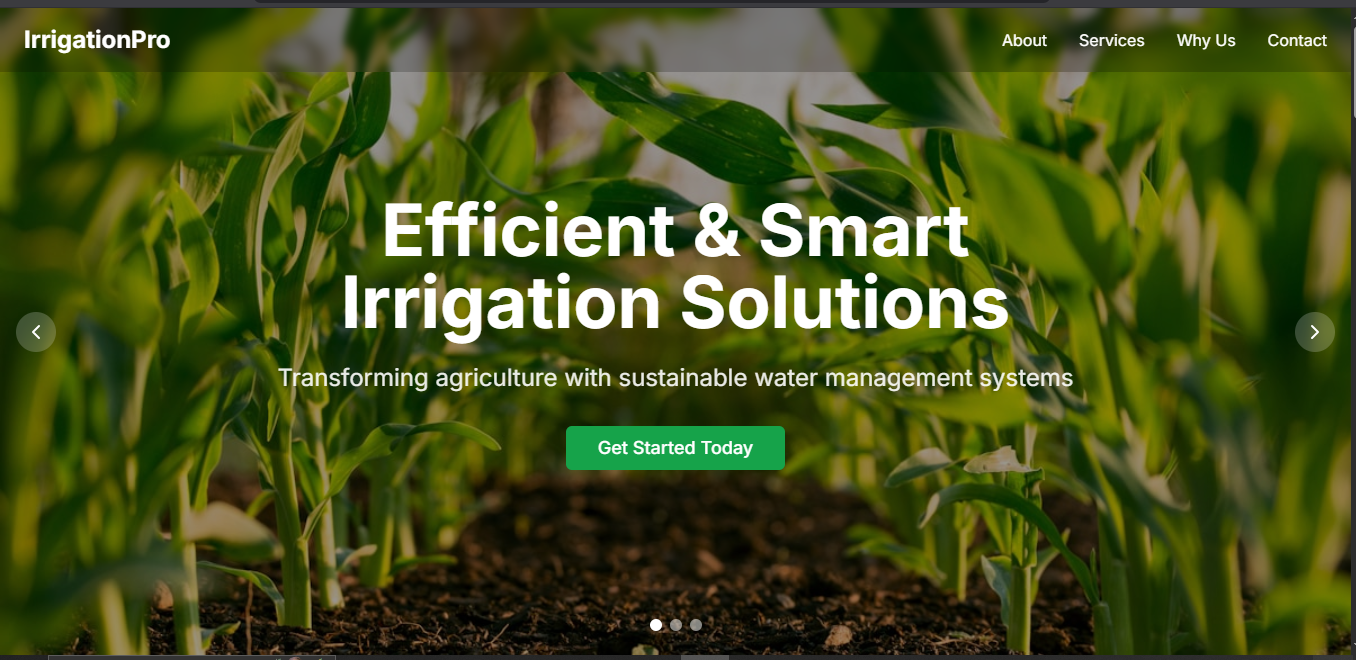 IrrigationPro
About
Services
Why Us
Contact
Efficient & Smart
Irrigation Solutions
Transforming agriculture with sustainable water management systems
Get Started Today